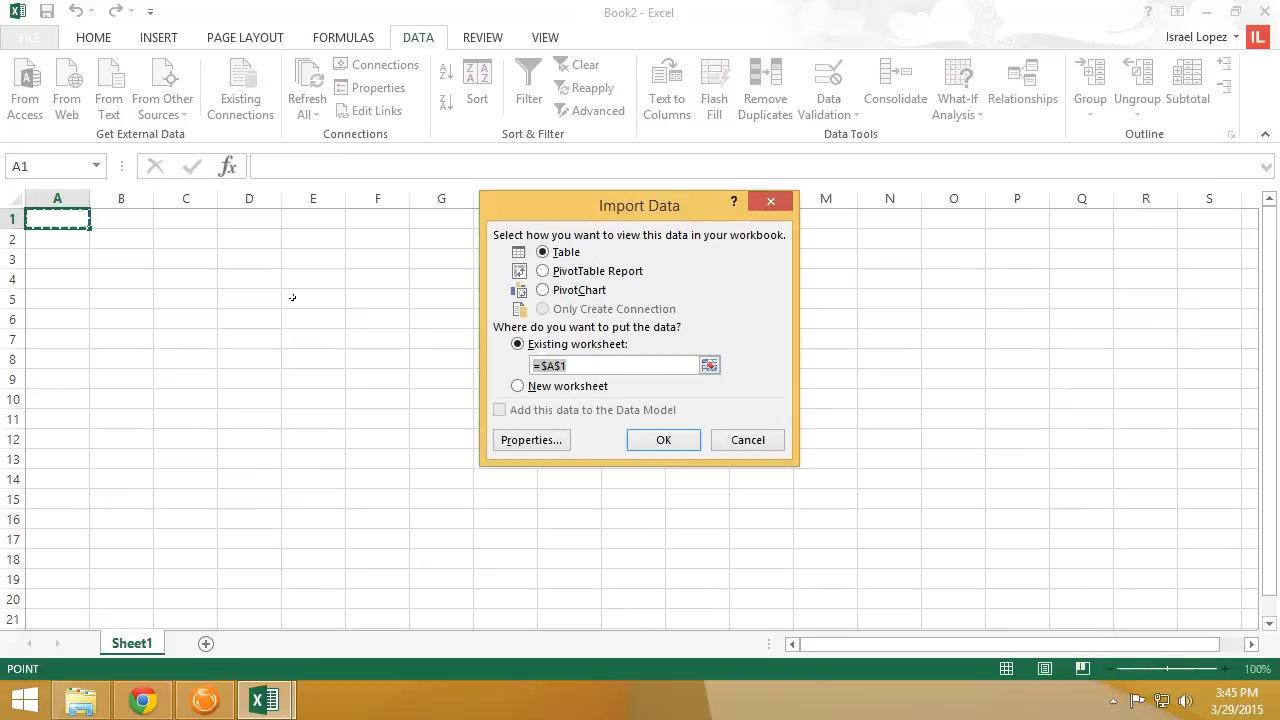 Book2 - Excel
FILE HOME INSERT PAGE LAYOUT FORMULAS DATA REVIEW VIEW Israel Lopez IL
From Access
From Web
From Text
From Other Sources
Existing Connections
Get External Data
Refresh All
Connections
Properties
Edit Links
Connections
Sort
Filter
Clear
Reapply
Advanced
Sort & Filter
Text to Columns
Flash Fill
Remove Duplicates
Data Validation
Consolidate
What-If Analysis
Relationships
Data Tools
Group
Ungroup
Subtotal
Outline
A1 fx
A B C D E F G M N O P Q R S
1
2
3
4
5
6
7
8
9
10
11
12
13
14
15
16
17
18
19
20
21
Import Data ?
Select how you want to view this data in your workbook.
Table
PivotTable Report
PivotChart
Only Create Connection
Where do you want to put the data?
Existing worksheet:
=$A$1
New worksheet
Add this data to the Data Model
Properties... OK Cancel
Sheet1
POINT 100%
3:45 PM
3/29/2015